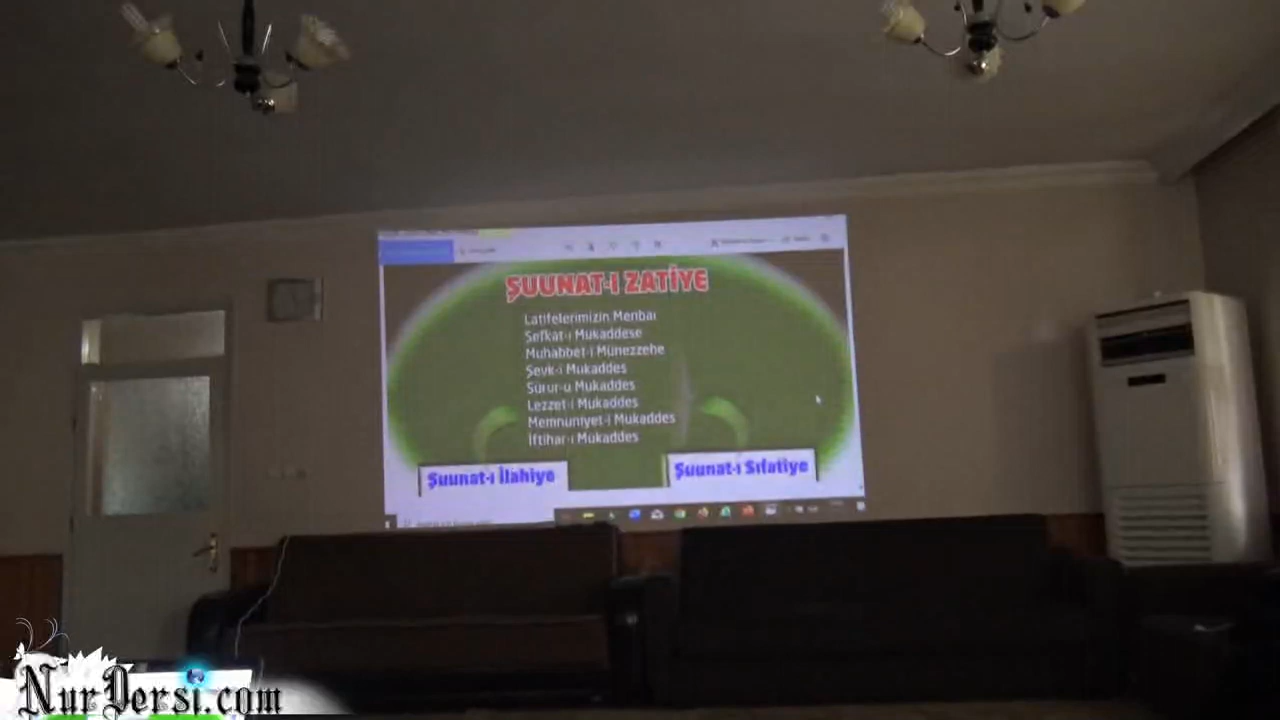 ŞUUNAT-I ZATİYE
Latifelerimizin Menbaı
Şefkat-i Mukaddese
Muhabbet-i Münezzehe
Şevk-i Mukaddes
Sürur-u Mukaddes
Lezzet-i Mukaddes
Memnuniyet-i Mukaddes
İftihar-ı Mukaddes
Şuunat-ı İlahiye
Şuunat-ı Sıfatiye
NurDersi.com